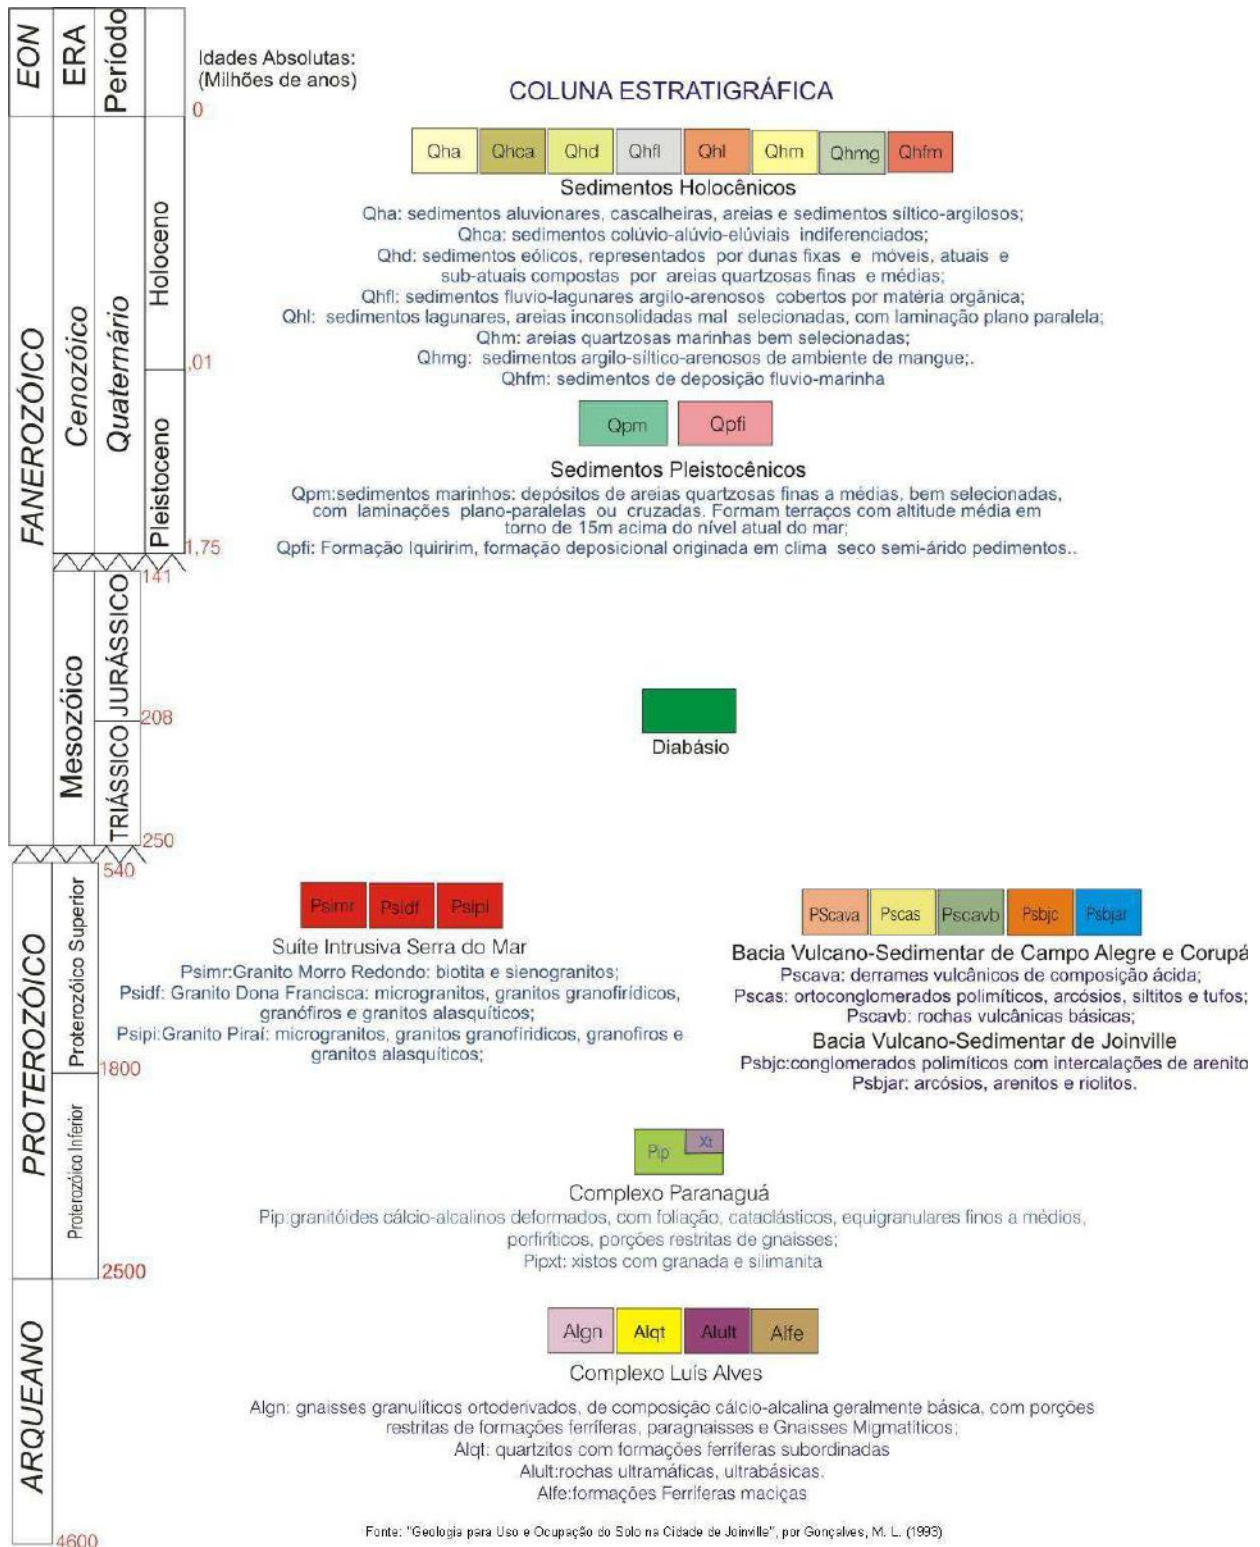 EON
ERA
Período
Idades Absolutas:
(Milhões de anos)
0
COLUNA ESTRATIGRÁFICA
FANEROZÓICO
Cenozóico
Quaternário
Holoceno
Qha Qhca Qhd Qhfl Qhl Qhm Qhmg Qhfm
Sedimentos Holocênicos
Qha: sedimentos aluvionares, cascalheiras, areias e sedimentos síltico-argilosos;
Qhca: sedimentos colúvio-alúvio-elúviais indiferenciados;
Qhd: sedimentos eólicos, representados por dunas fixas e móveis, atuais e
sub-atuais compostas por areias quartzosas finas e médias;
Qhfl: sedimentos fluvio-lagunares argilo-arenosos cobertos por matéria orgânica;
Qhl: sedimentos lagunares, areias inconsolidadas mal selecionadas, com laminação plano paralela;
Qhm: areias quartzosas marinhas bem selecionadas;
Qhmg: sedimentos argilo-síltico-arenosos de ambiente de mangue;.
Qhfm: sedimentos de deposição fluvio-marinha
,01
Pleistoceno
Qpm Qpfi
Sedimentos Pleistocênicos
Qpm:sedimentos marinhos: depósitos de areias quartzosas finas a médias, bem selecionadas,
com laminações plano-paralelas ou cruzadas. Formam terraços com altitude média em
torno de 15m acima do nível atual do mar;
Qpfi: Formação Iquiririm, formação deposicional originada em clima seco semi-árido pedimentos..
1,75
141
Mesozóico
JURÁSSICO
208
TRIÁSSICO
Diabásio
250
540
PROTEROZÓICO
Proterozóico Superior
Psimr Psidf Psipi
Suíte Intrusiva Serra do Mar
Psimr:Granito Morro Redondo: biotita e sienogranitos;
Psidf: Granito Dona Francisca: microgranitos, granitos granofirídicos,
granófiros e granitos alasquíticos;
Psipi:Granito Piraí: microgranitos, granitos granofiridicos, granofiros e
granitos alasquíticos;
PScava Pscas Pscavb Psbjc Psbjar
Bacia Vulcano-Sedimentar de Campo Alegre e Corupá
Pscava: derrames vulcânicos de composição ácida;
Pscas: ortoconglomerados polimíticos, arcósios, siltitos e tufos;
Pscavb: rochas vulcânicas básicas;
Bacia Vulcano-Sedimentar de Joinville
Psbjc:conglomerados polimíticos com intercalações de arenito
Psbjar: arcósios, arenitos e riolitos.
1800
Proterozóico Inferior
Pip Xt
Complexo Paranaguá
Pip:granitóides cálcio-alcalinos deformados, com foliação, cataclásticos, equigranulares finos a médios,
porfiríticos, porções restritas de gnaisses;
Pipxt: xistos com granada e silimanita
2500
ARQUEANO
Algn Alqt Alult Alfe
Complexo Luís Alves
Algn: gnaisses granulíticos ortoderivados, de composição cálcio-alcalina geralmente básica, com porções
restritas de formações ferríferas, paragnaisses e Gnaisses Migmatíticos;
Alqt: quartzitos com formações ferríferas subordinadas
Alult:rochas ultramáficas, ultrabásicas.
Alfe:formações Ferríferas maciças
4600
Fonte: "Geologia para Uso e Ocupação do Solo na Cidade de Joinville", por Gonçalves, M. L. (1993)